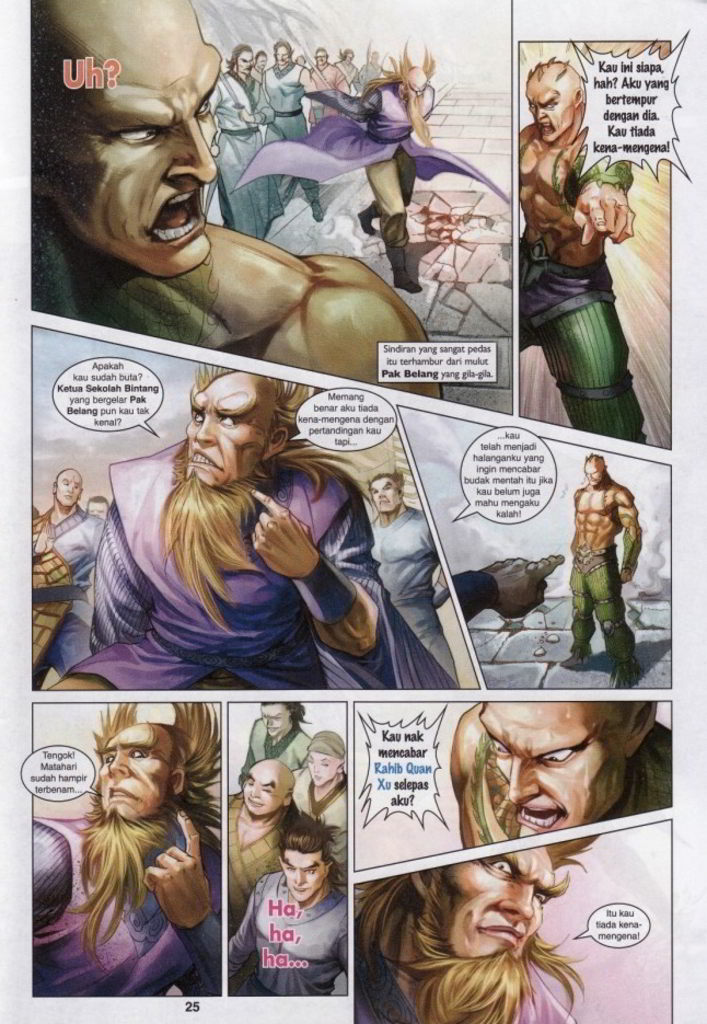 Uh?
Kau ini siapa,
hah? Aku yang
bertempur
dengan dia.
Kau tiada
kena-mengena!
Sindiran yang sangat pedas
itu terhambur dari mulut
Pak Belang yang gila-gila.
Apakah
kau sudah buta?
Ketua Sekolah Bintang
yang bergelar Pak
Belang pun kau tak
kenal?
Memang
benar aku tiada
kena-mengena dengan
pertandingan kau
tapi...
...kau
telah menjadi
halanganku yang
ingin mencabar
budak mentah itu jika
kau belum juga
mahu mengaku
kalah!
Tengok!
Matahari
sudah hampir
terbenam...
Ha,
ha,
ha...
Kau nak
mencabar
Rahib Quan
Xu selepas
aku?
Itu kau
tiada kena-
mengena!
25